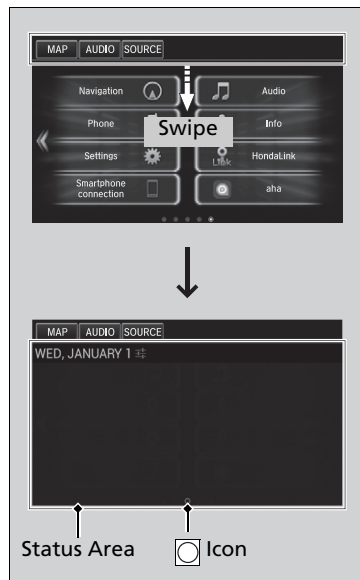 MAP AUDIO SOURCE
Navigation Audio
Phone Swipe Info
Settings Link HondaLink
Smartphone aha
connection
MAP AUDIO SOURCE
WED, JANUARY 1
Status Area Icon